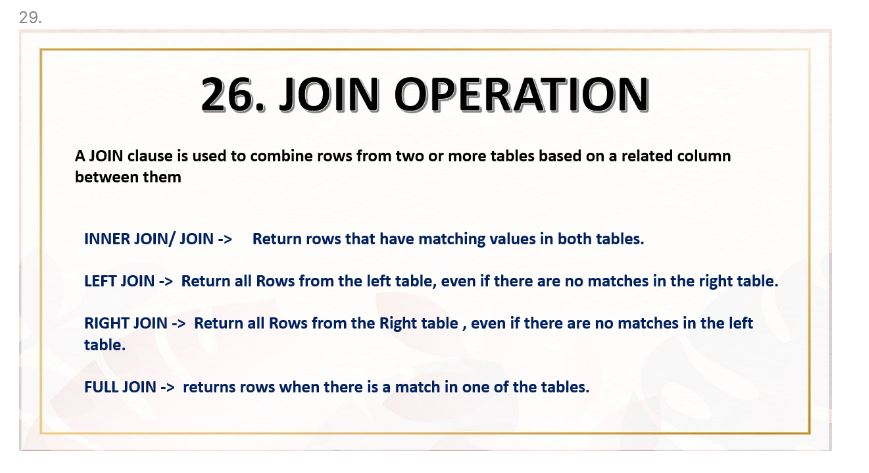 29.
26. JOIN OPERATION
A JOIN clause is used to combine rows from two or more tables based on a related column
between them
INNER JOIN/ JOIN -> Return rows that have matching values in both tables.
LEFT JOIN -> Return all Rows from the left table, even if there are no matches in the right table.
RIGHT JOIN -> Return all Rows from the Right table , even if there are no matches in the left
table.
FULL JOIN -> returns rows when there is a match in one of the tables.